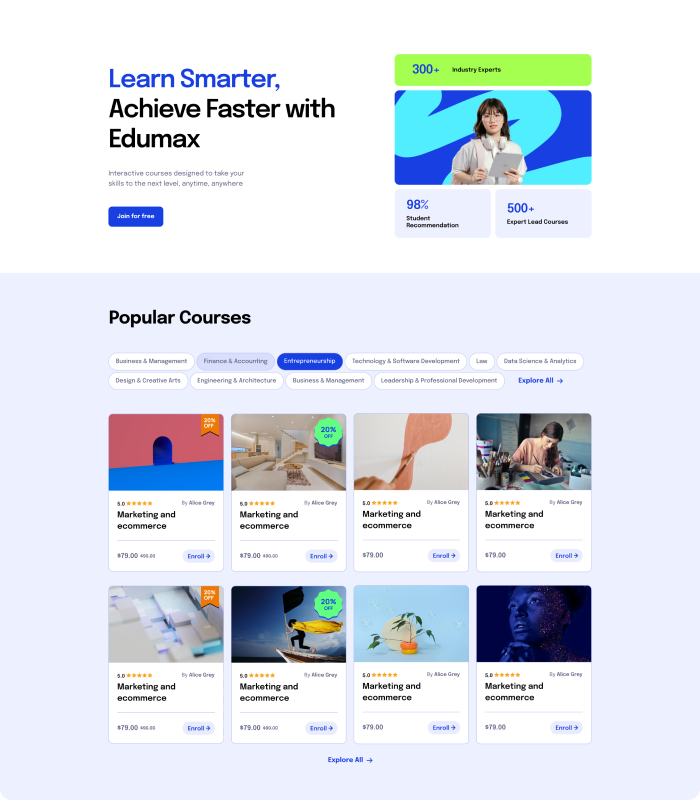 Learn Smarter,
Achieve Faster with
Edumax
Interactive courses designed to take your
skills to the next level, anytime, anywhere
Join for free
300+ Industry Experts
98%
Student
Recommendation
500+
Expert Lead Courses
Popular Courses
Business & Management Finance & Accounting Entrepreneurship Technology & Software Development Law Data Science & Analytics
Design & Creative Arts Engineering & Architecture Business & Management Leadership & Professional Development Explore All →
20%
OFF
5.0 ★★★★★ By Alice Grey
Marketing and
ecommerce
$79.00 $90.00 Enroll →
20%
OFF
5.0 ★★★★★ By Alice Grey
Marketing and
ecommerce
$79.00 $90.00 Enroll →
5.0 ★★★★★ By Alice Grey
Marketing and
ecommerce
$79.00 Enroll →
5.0 ★★★★★ By Alice Grey
Marketing and
ecommerce
$79.00 Enroll →
20%
OFF
5.0 ★★★★★ By Alice Grey
Marketing and
ecommerce
$79.00 $90.00 Enroll →
20%
OFF
5.0 ★★★★★ By Alice Grey
Marketing and
ecommerce
$79.00 $90.00 Enroll →
5.0 ★★★★★ By Alice Grey
Marketing and
ecommerce
$79.00 Enroll →
5.0 ★★★★★ By Alice Grey
Marketing and
ecommerce
$79.00 Enroll →
Explore All →